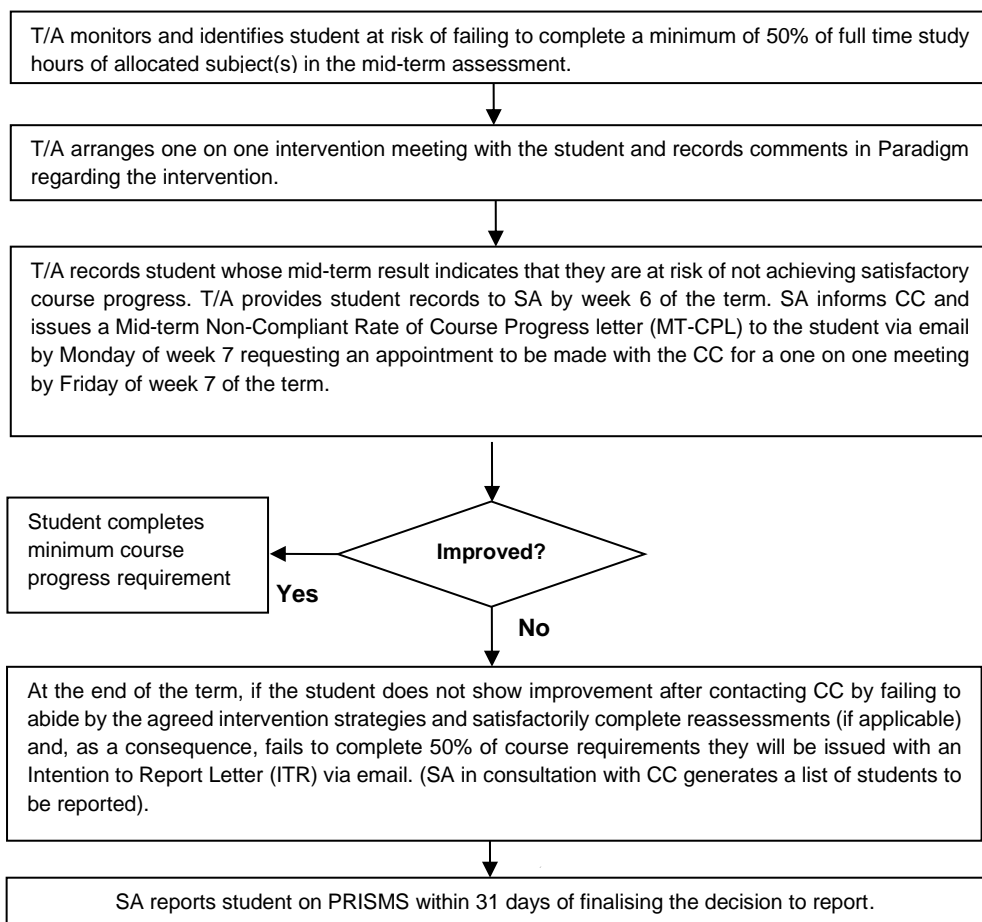 T/A monitors and identifies student at risk of failing to complete a minimum of 50% of full time study
hours of allocated subject(s) in the mid-term assessment.
T/A arranges one on one intervention meeting with the student and records comments in Paradigm
regarding the intervention.
T/A records student whose mid-term result indicates that they are at risk of not achieving satisfactory
course progress. T/A provides student records to SA by week 6 of the term. SA informs CC and
issues a Mid-term Non-Compliant Rate of Course Progress letter (MT-CPL) to the student via email
by Monday of week 7 requesting an appointment to be made with the CC for a one on one meeting
by Friday of week 7 of the term.
Improved?
Student completes
minimum course
progress requirement
Yes
No
At the end of the term, if the student does not show improvement after contacting CC by failing to
abide by the agreed intervention strategies and satisfactorily complete reassessments (if applicable)
and, as a consequence, fails to complete 50% of course requirements they will be issued with an
Intention to Report Letter (ITR) via email. (SA in consultation with CC generates a list of students to
be reported).
SA reports student on PRISMS within 31 days of finalising the decision to report.